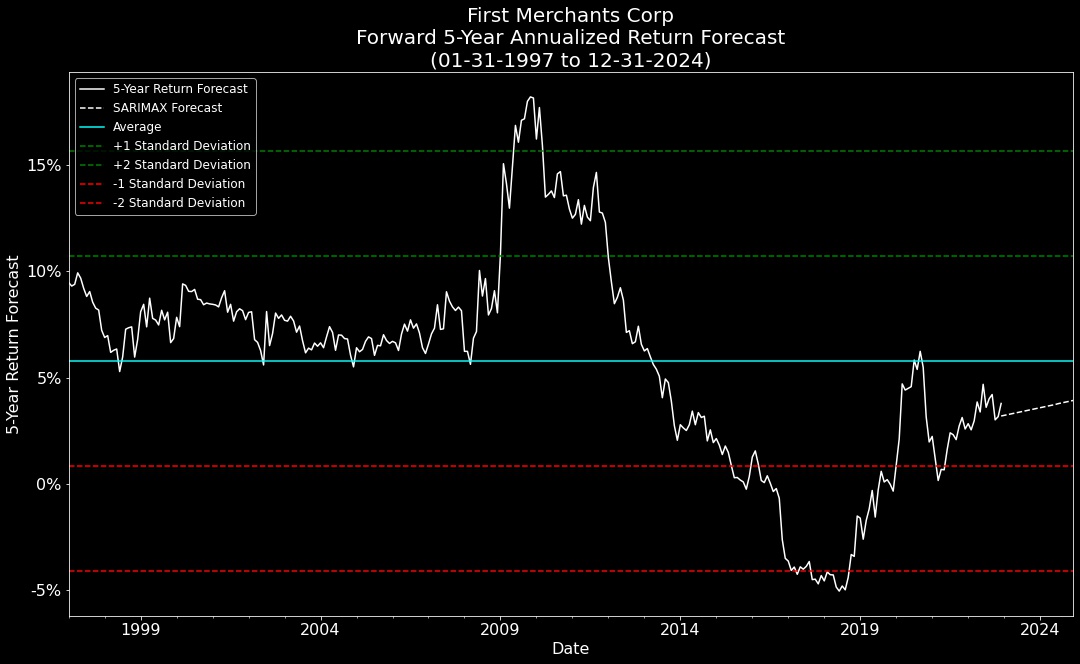 First Merchants Corp
Forward 5-Year Annualized Return Forecast
(01-31-1997 to 12-31-2024)
5-Year Return Forecast
SARIMAX Forecast
Average
+1 Standard Deviation
+2 Standard Deviation
-1 Standard Deviation
-2 Standard Deviation
5-Year Return Forecast
15%
10%
5%
0%
-5%
1999
2004
2009
2014
2019
2024
Date